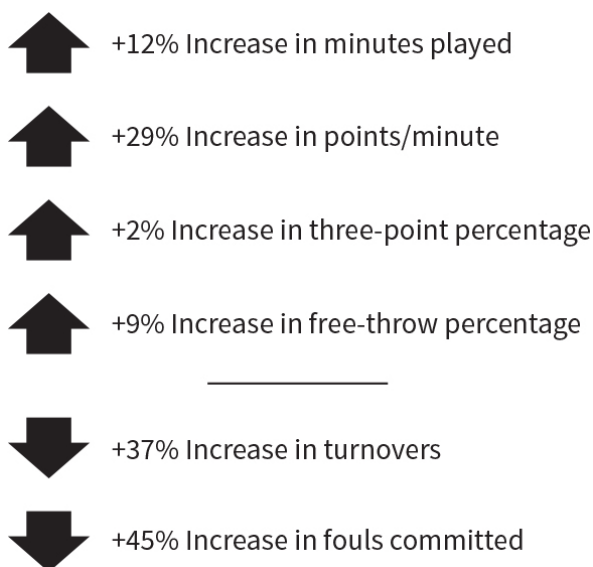 +12% Increase in minutes played
+29% Increase in points/minute
+2% Increase in three-point percentage
+9% Increase in free-throw percentage
+37% Increase in turnovers
+45% Increase in fouls committed